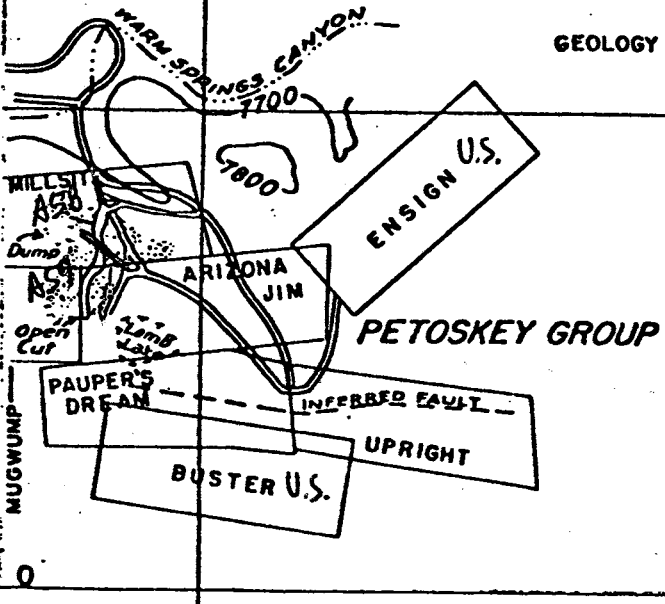 WARM SPRINGS CANYON
GEOLOGY
7700
7800
ENSIGN U.S.
MILLSIT
Dump
ARIZONA
JIM
Open
Cut
PETOSKEY GROUP
PAUPER'S
DREAM
INFERRED FAULT
UPRIGHT
BUSTER U.S.
MUGWUMP
0